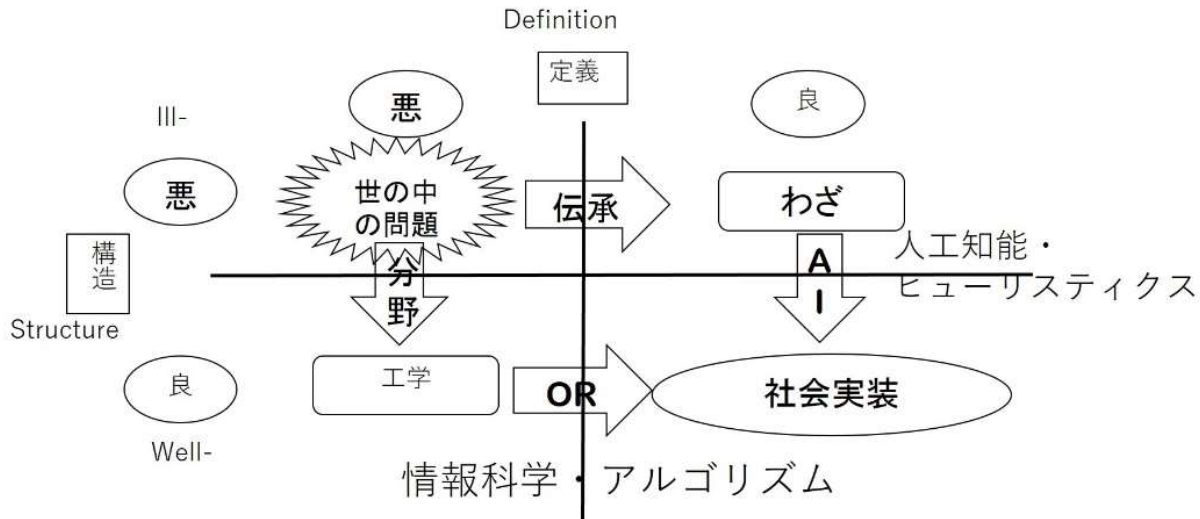 Definition
定義
悪
良
Ill-
悪
世の中
の問題
伝承
わざ
構造
人工知能・
ヒューリスティクス
分野
AI
Structure
良
工学
OR
社会実装
Well-
情報科学・アルゴリズム